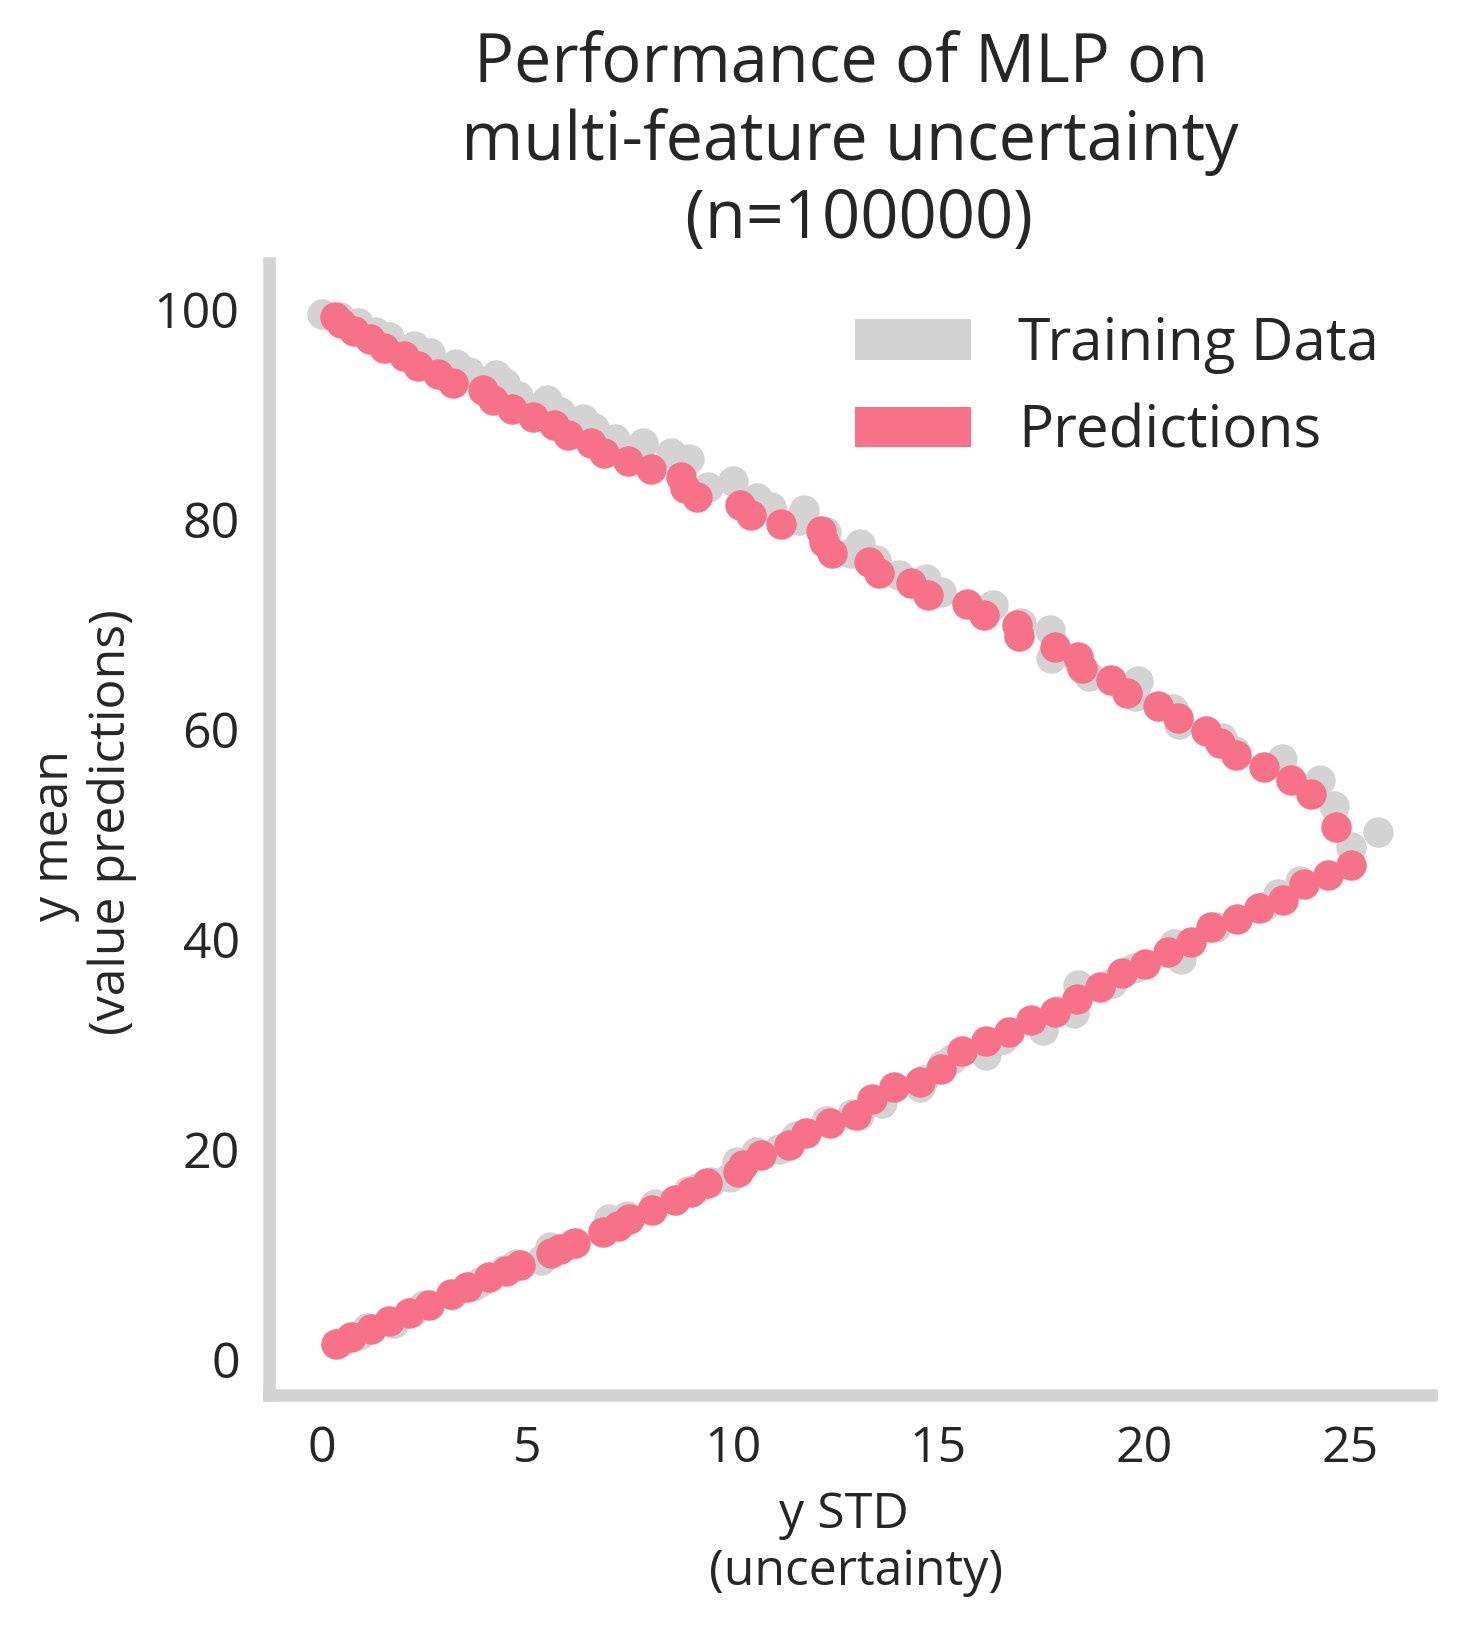 Performance of MLP on
multi-feature uncertainty
(n=100000)
Training Data
Predictions
100
80
60
40
20
0
y mean
(value predictions)
0 5 10 15 20 25
y STD
(uncertainty)